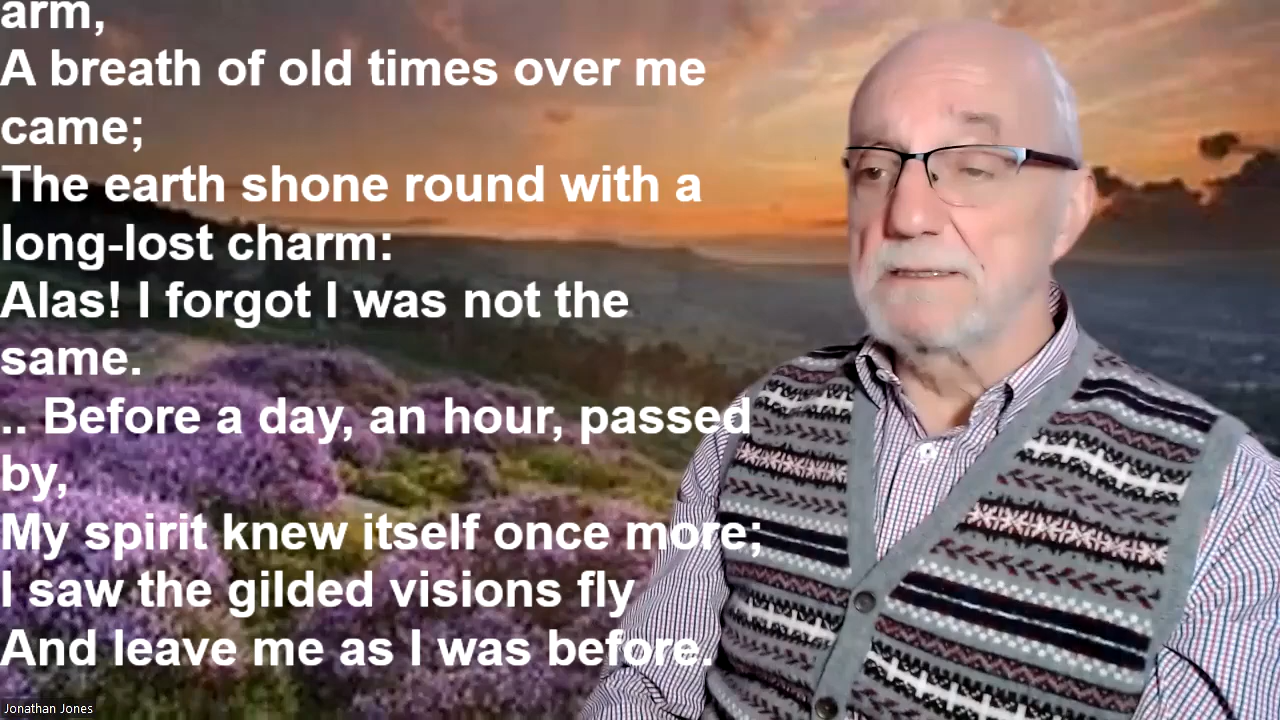 arm,
A breath of old times over me
came;
The earth shone round with a
long-lost charm:
Alas! I forgot I was not the
same.
.. Before a day, an hour, passed
by,
My spirit knew itself once more;
I saw the gilded visions fly
And leave me as I was before.
Jonathan Jones